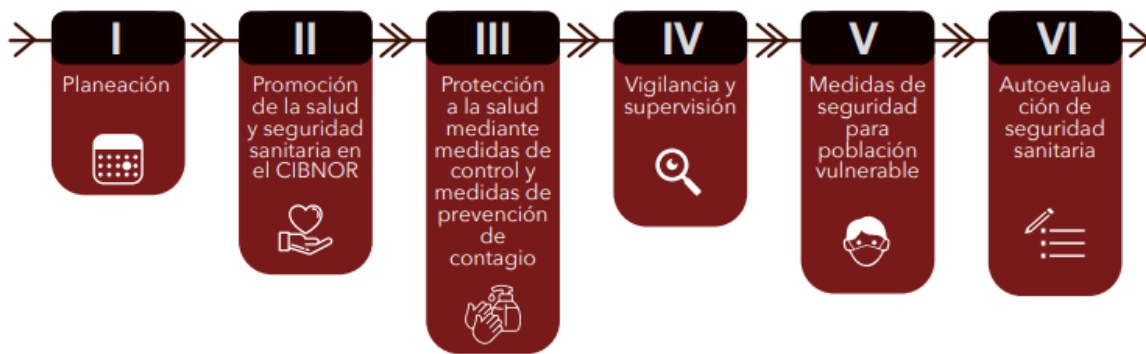 I
Planeación
II
Promoción
de la salud
y seguridad
sanitaria en
el CIBNOR
III
Protección
a la salud
mediante
medidas de
control y
medidas de
prevención
de
contagio
IV
Vigilancia y
supervisión
V
Medidas de
seguridad
para
población
vulnerable
VI
Autoevalua
ción de
seguridad
sanitaria